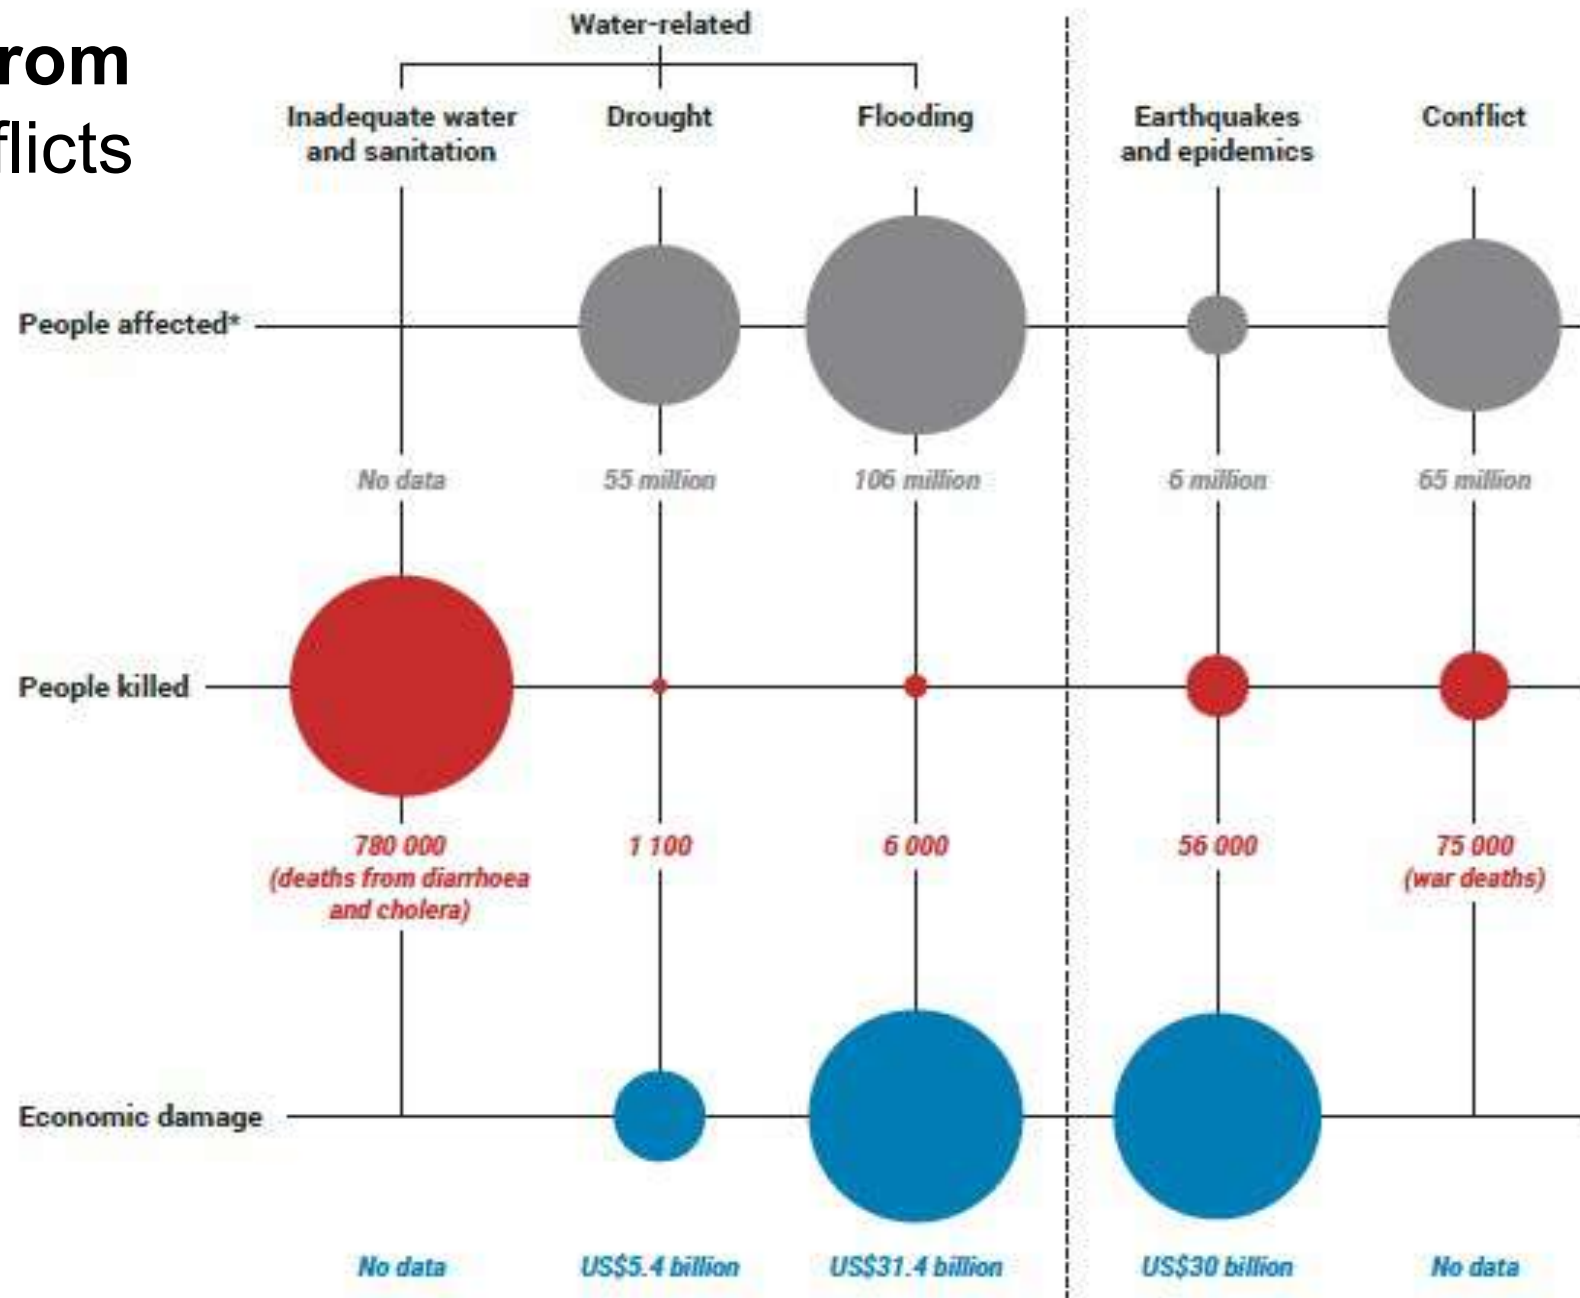 rom
flicts
Water-related
Inadequate water
and sanitation
Drought
Flooding
Earthquakes
and epidemics
Conflict
People affected*
No data
55 million
106 million
6 million
65 million
People killed
780 000
(deaths from diarrhoea
and cholera)
1 100
6 000
56 000
75 000
(war deaths)
Economic damage
No data
US$5.4 billion
US$31.4 billion
US$30 billion
No data